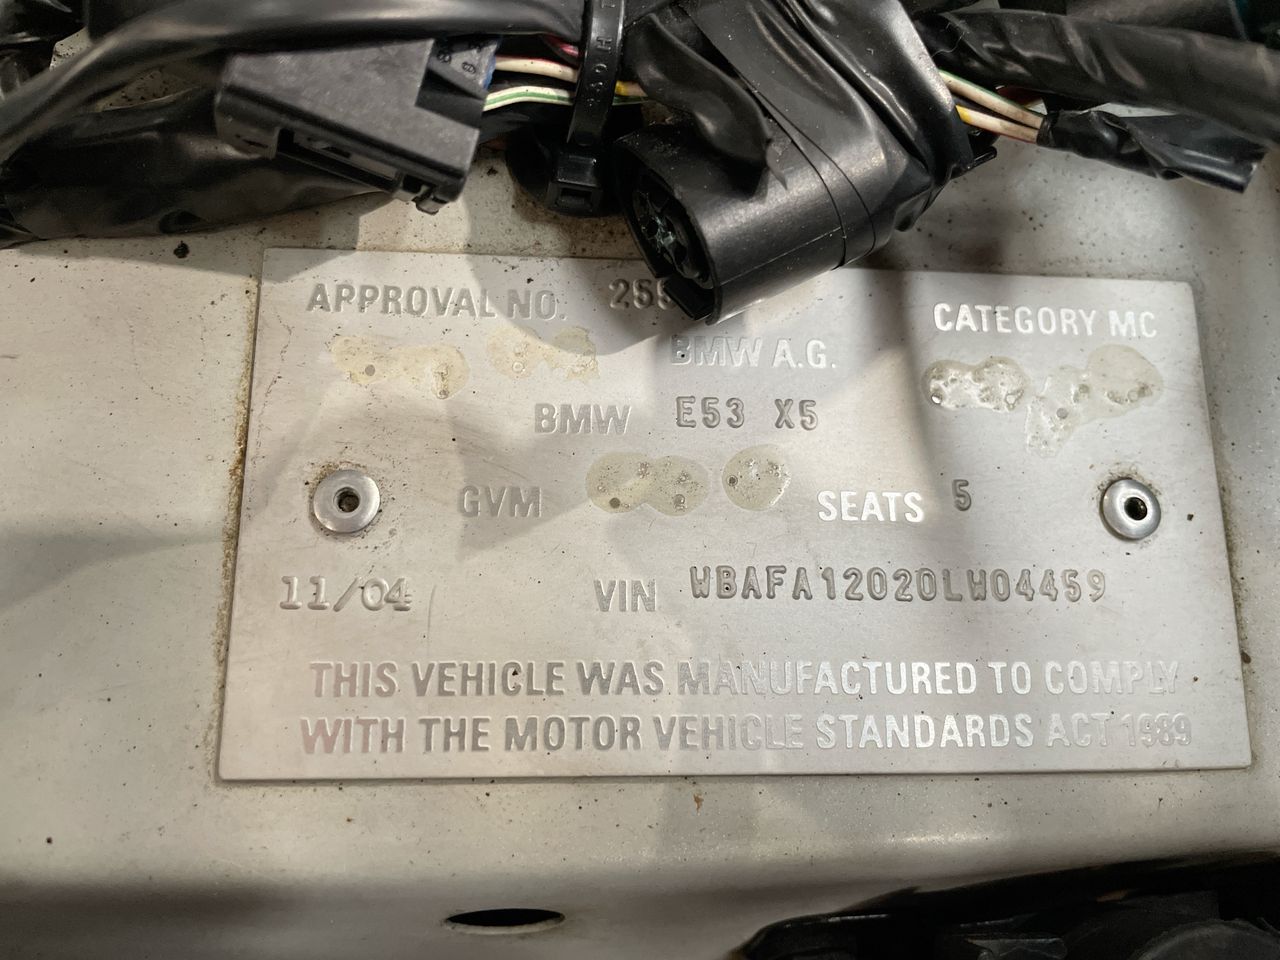 APPROVAL NO. 255
CATEGORY MC
BMW A.G.
BMW E53 X5
GVM SEATS 5
11/04 VIN WBAFA12020LW04459
THIS VEHICLE WAS MANUFACTURED TO COMPLY
WITH THE MOTOR VEHICLE STANDARDS ACT 1989